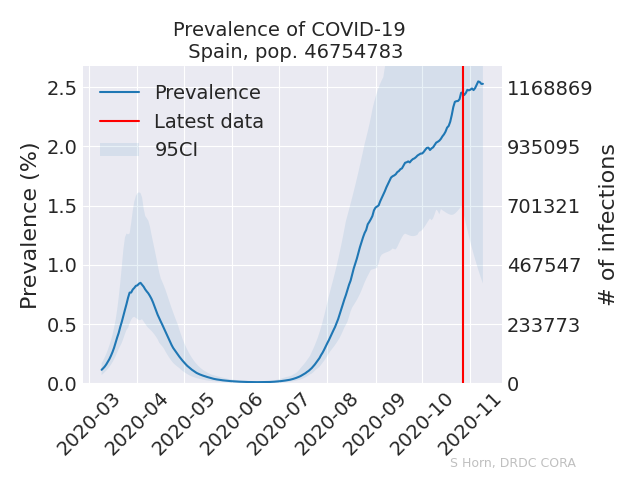 Prevalence of COVID-19
Spain, pop. 46754783
Prevalence
Latest data
95CI
Prevalence (%)
2.5
2.0
1.5
1.0
0.5
0.0
1168869
935095
701321
467547
233773
0
# of infections
2020-03
2020-04
2020-05
2020-06
2020-07
2020-08
2020-09
2020-10
2020-11
S Horn, DRDC CORA